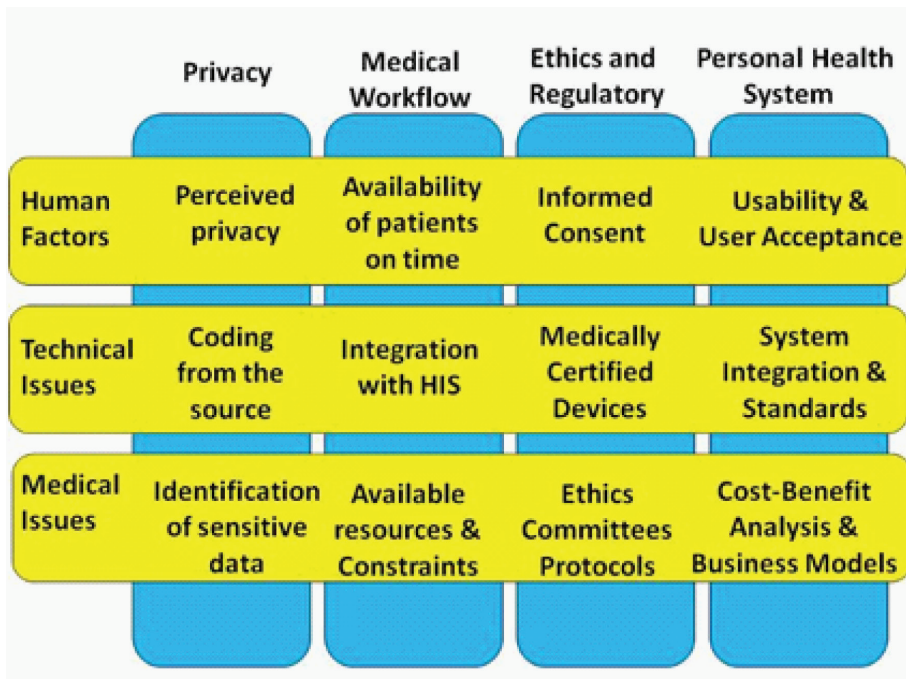 Privacy
Medical
Workflow
Ethics and
Regulatory
Personal Health
System
Human
Factors
Perceived
privacy
Availability
of patients
on time
Informed
Consent
Usability &
User Acceptance
Technical
Issues
Coding
from the
source
Integration
with HIS
Medically
Certified
Devices
System
Integration &
Standards
Medical
Issues
Identification
of sensitive
data
Available
resources &
Constraints
Ethics
Committees
Protocols
Cost-Benefit
Analysis &
Business Models